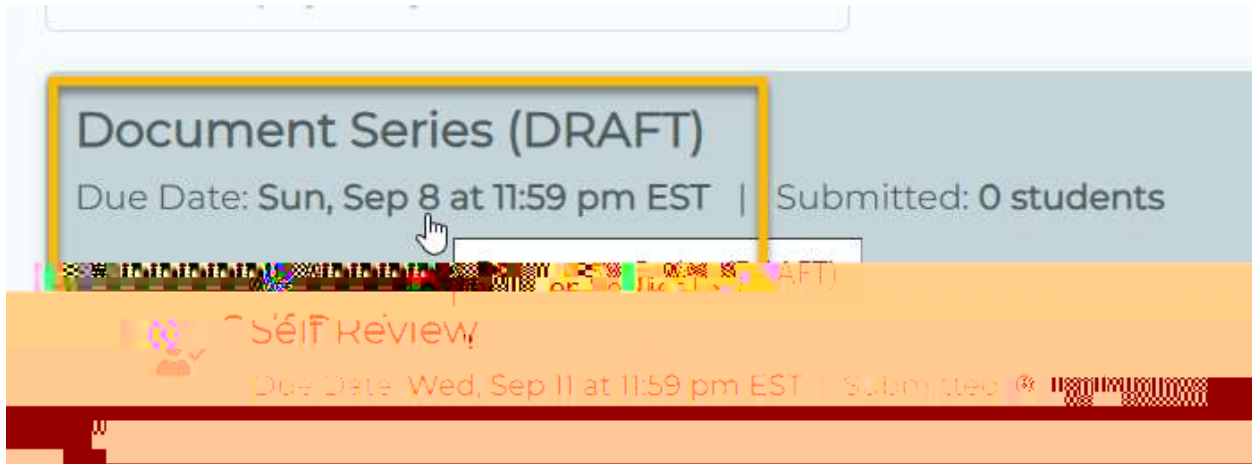 Document Series (DRAFT)
Due Date: Sun, Sep 8 at 11:59 pm EST | Submitted: 0 students
AFT)
Self Review
Due Date: Wed, Sep 11 at 11:59 pm EST | Submitted: